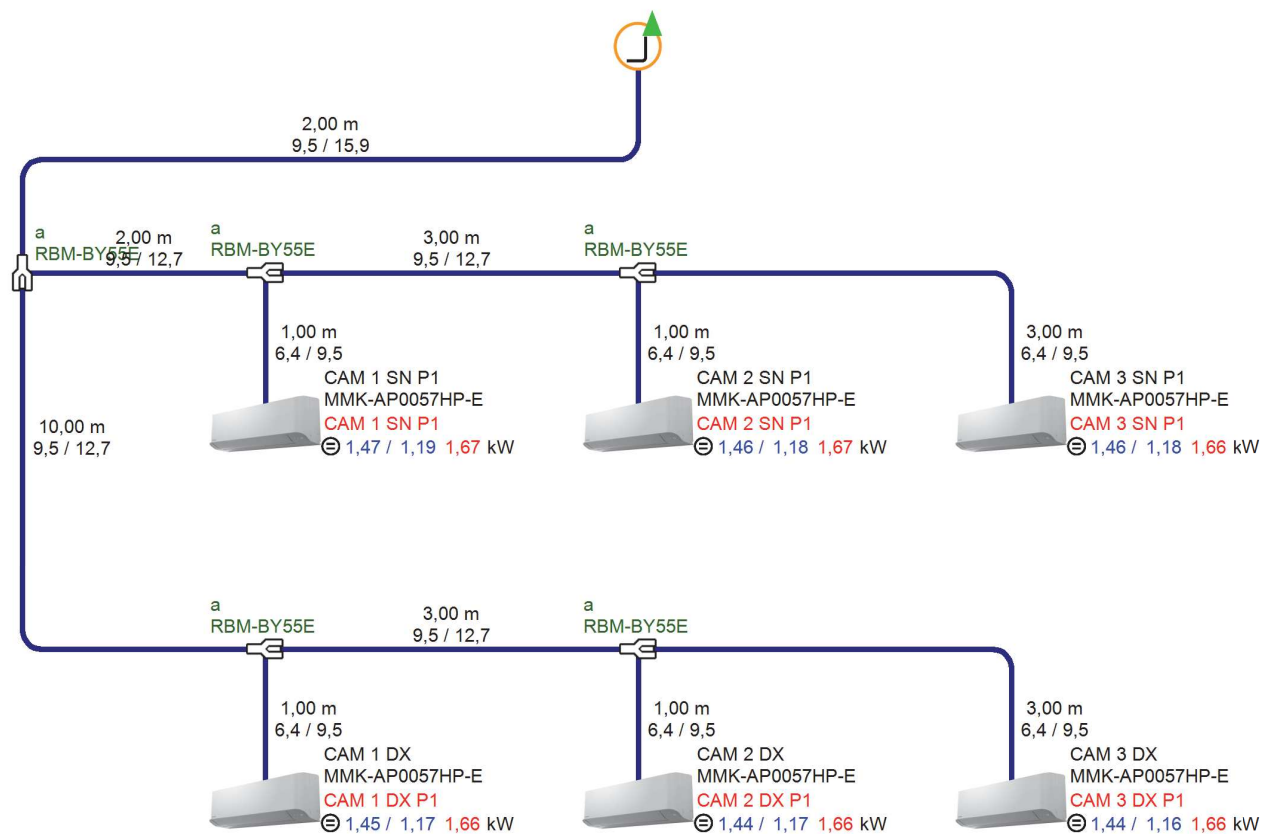 2,00 m
9,5 / 15,9
a
RBM-BY55E
2,00 m
9,5 / 12,7
a
RBM-BY55E
3,00 m
9,5 / 12,7
a
RBM-BY55E
1,00 m
6,4 / 9,5
CAM 1 SN P1
MMK-AP0057HP-E
CAM 1 SN P1
1,47 / 1,19 1,67 kW
1,00 m
6,4 / 9,5
CAM 2 SN P1
MMK-AP0057HP-E
CAM 2 SN P1
1,46 / 1,18 1,67 kW
3,00 m
6,4 / 9,5
CAM 3 SN P1
MMK-AP0057HP-E
CAM 3 SN P1
1,46 / 1,18 1,66 kW
10,00 m
9,5 / 12,7
a
RBM-BY55E
3,00 m
9,5 / 12,7
a
RBM-BY55E
1,00 m
6,4 / 9,5
CAM 1 DX
MMK-AP0057HP-E
CAM 1 DX P1
1,45 / 1,17 1,66 kW
1,00 m
6,4 / 9,5
CAM 2 DX
MMK-AP0057HP-E
CAM 2 DX P1
1,44 / 1,17 1,66 kW
3,00 m
6,4 / 9,5
CAM 3 DX
MMK-AP0057HP-E
CAM 3 DX P1
1,44 / 1,16 1,66 kW